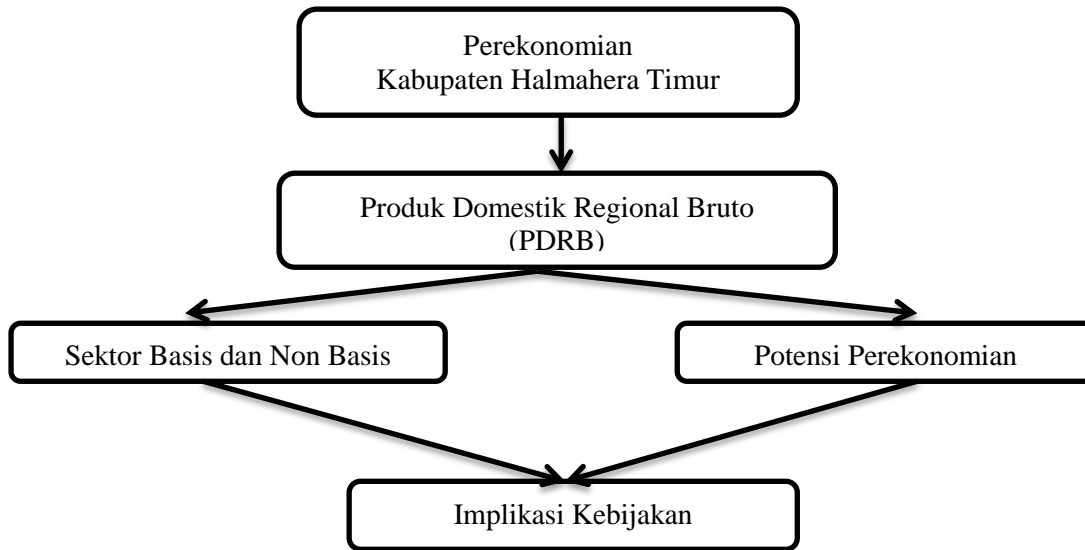 Perekonomian
Kabupaten Halmahera Timur
Produk Domestik Regional Bruto
(PDRB)
Sektor Basis dan Non Basis
Potensi Perekonomian
Implikasi Kebijakan